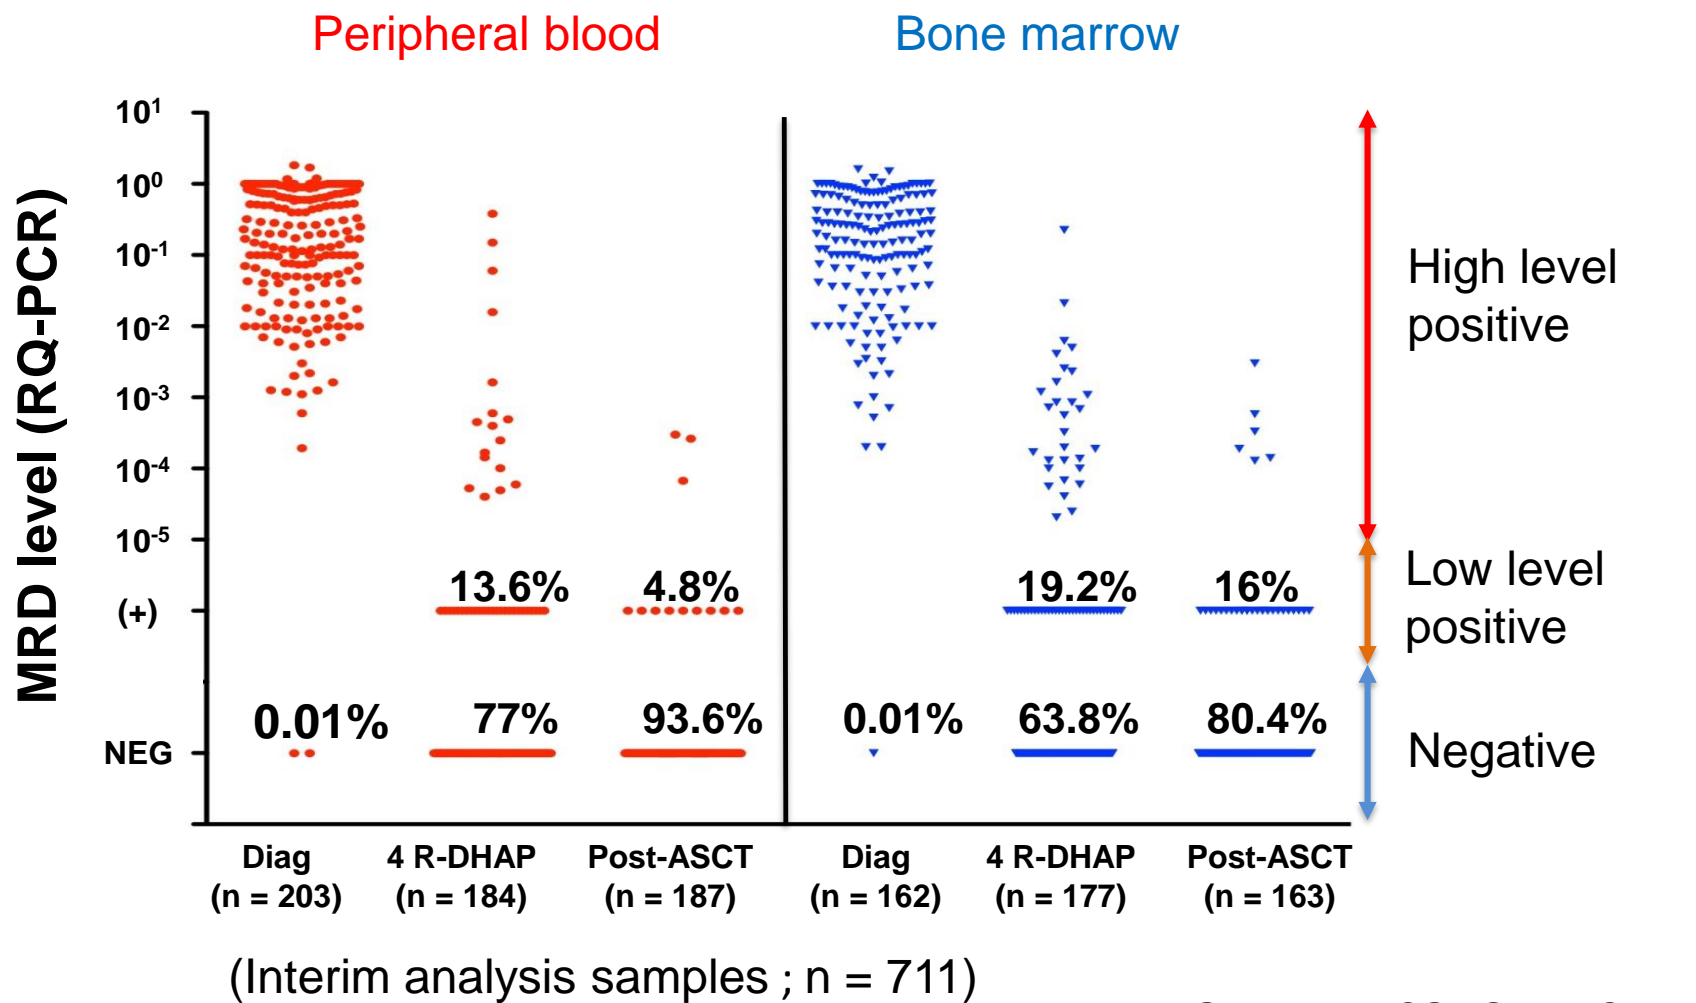 Peripheral blood
Bone marrow
MRD level (RQ-PCR)
10¹
10⁰
10⁻¹
10⁻²
10⁻³
10⁻⁴
10⁻⁵
(+)
NEG
High level
positive
Low level
positive
Negative
13.6% 4.8% 19.2% 16%
0.01% 77% 93.6% 0.01% 63.8% 80.4%
Diag 4 R-DHAP Post-ASCT Diag 4 R-DHAP Post-ASCT
(n = 203) (n = 184) (n = 187) (n = 162) (n = 177) (n = 163)
(Interim analysis samples ; n = 711)